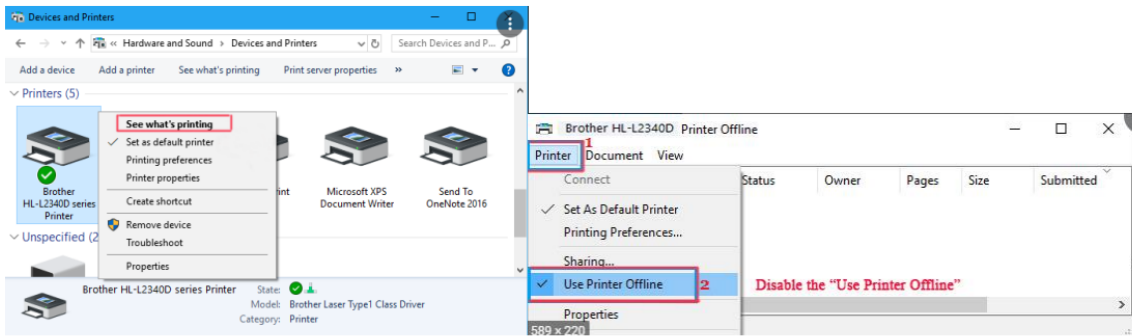 Devices and Printers
« Hardware and Sound > Devices and Printers
Search Devices and P...
Add a device Add a printer See what's printing Print server properties »
Printers (5)
See what's printing
Set as default printer
Printing preferences
Printer properties
Create shortcut
Remove device
Troubleshoot
Properties
Brother
HL-L2340D series
Printer
int
Microsoft XPS
Document Writer
Send To
OneNote 2016
Unspecified (2
Brother HL-L2340D series Printer
State:
Model: Brother Laser Type1 Class Driver
Category: Printer
Brother HL-L2340D Printer Offline
1
Printer Document View
Connect
Set As Default Printer
Printing Preferences...
Sharing...
Use Printer Offline 2
Properties
Status Owner Pages Size Submitted
Disable the “Use Printer Offline”
589 x 220